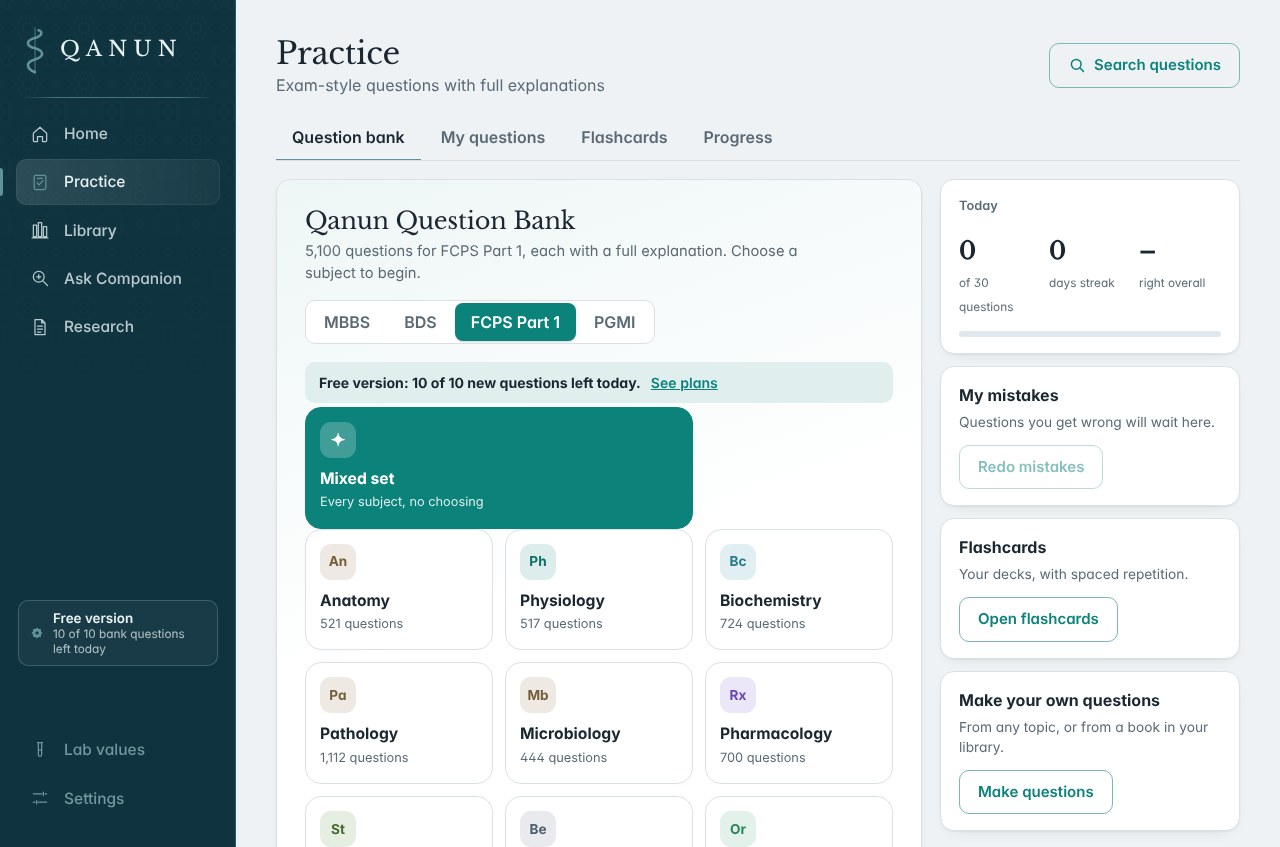 QANUN
Home
Practice
Library
Ask Companion
Research
Free version
10 of 10 bank questions
left today
Lab values
Settings
Practice
Exam-style questions with full explanations
Search questions
Question bank
My questions
Flashcards
Progress
Qanun Question Bank
5,100 questions for FCPS Part 1, each with a full explanation. Choose a
subject to begin.
MBBS
BDS
FCPS Part 1
PGMI
Free version: 10 of 10 new questions left today. See plans
Mixed set
Every subject, no choosing
An
Anatomy
521 questions
Ph
Physiology
517 questions
Bc
Biochemistry
724 questions
Pa
Pathology
1,112 questions
Mb
Microbiology
444 questions
Rx
Pharmacology
700 questions
St
Be
Or
Today
0
of 30
questions
0
days streak
–
right overall
My mistakes
Questions you get wrong will wait here.
Redo mistakes
Flashcards
Your decks, with spaced repetition.
Open flashcards
Make your own questions
From any topic, or from a book in your
library.
Make questions